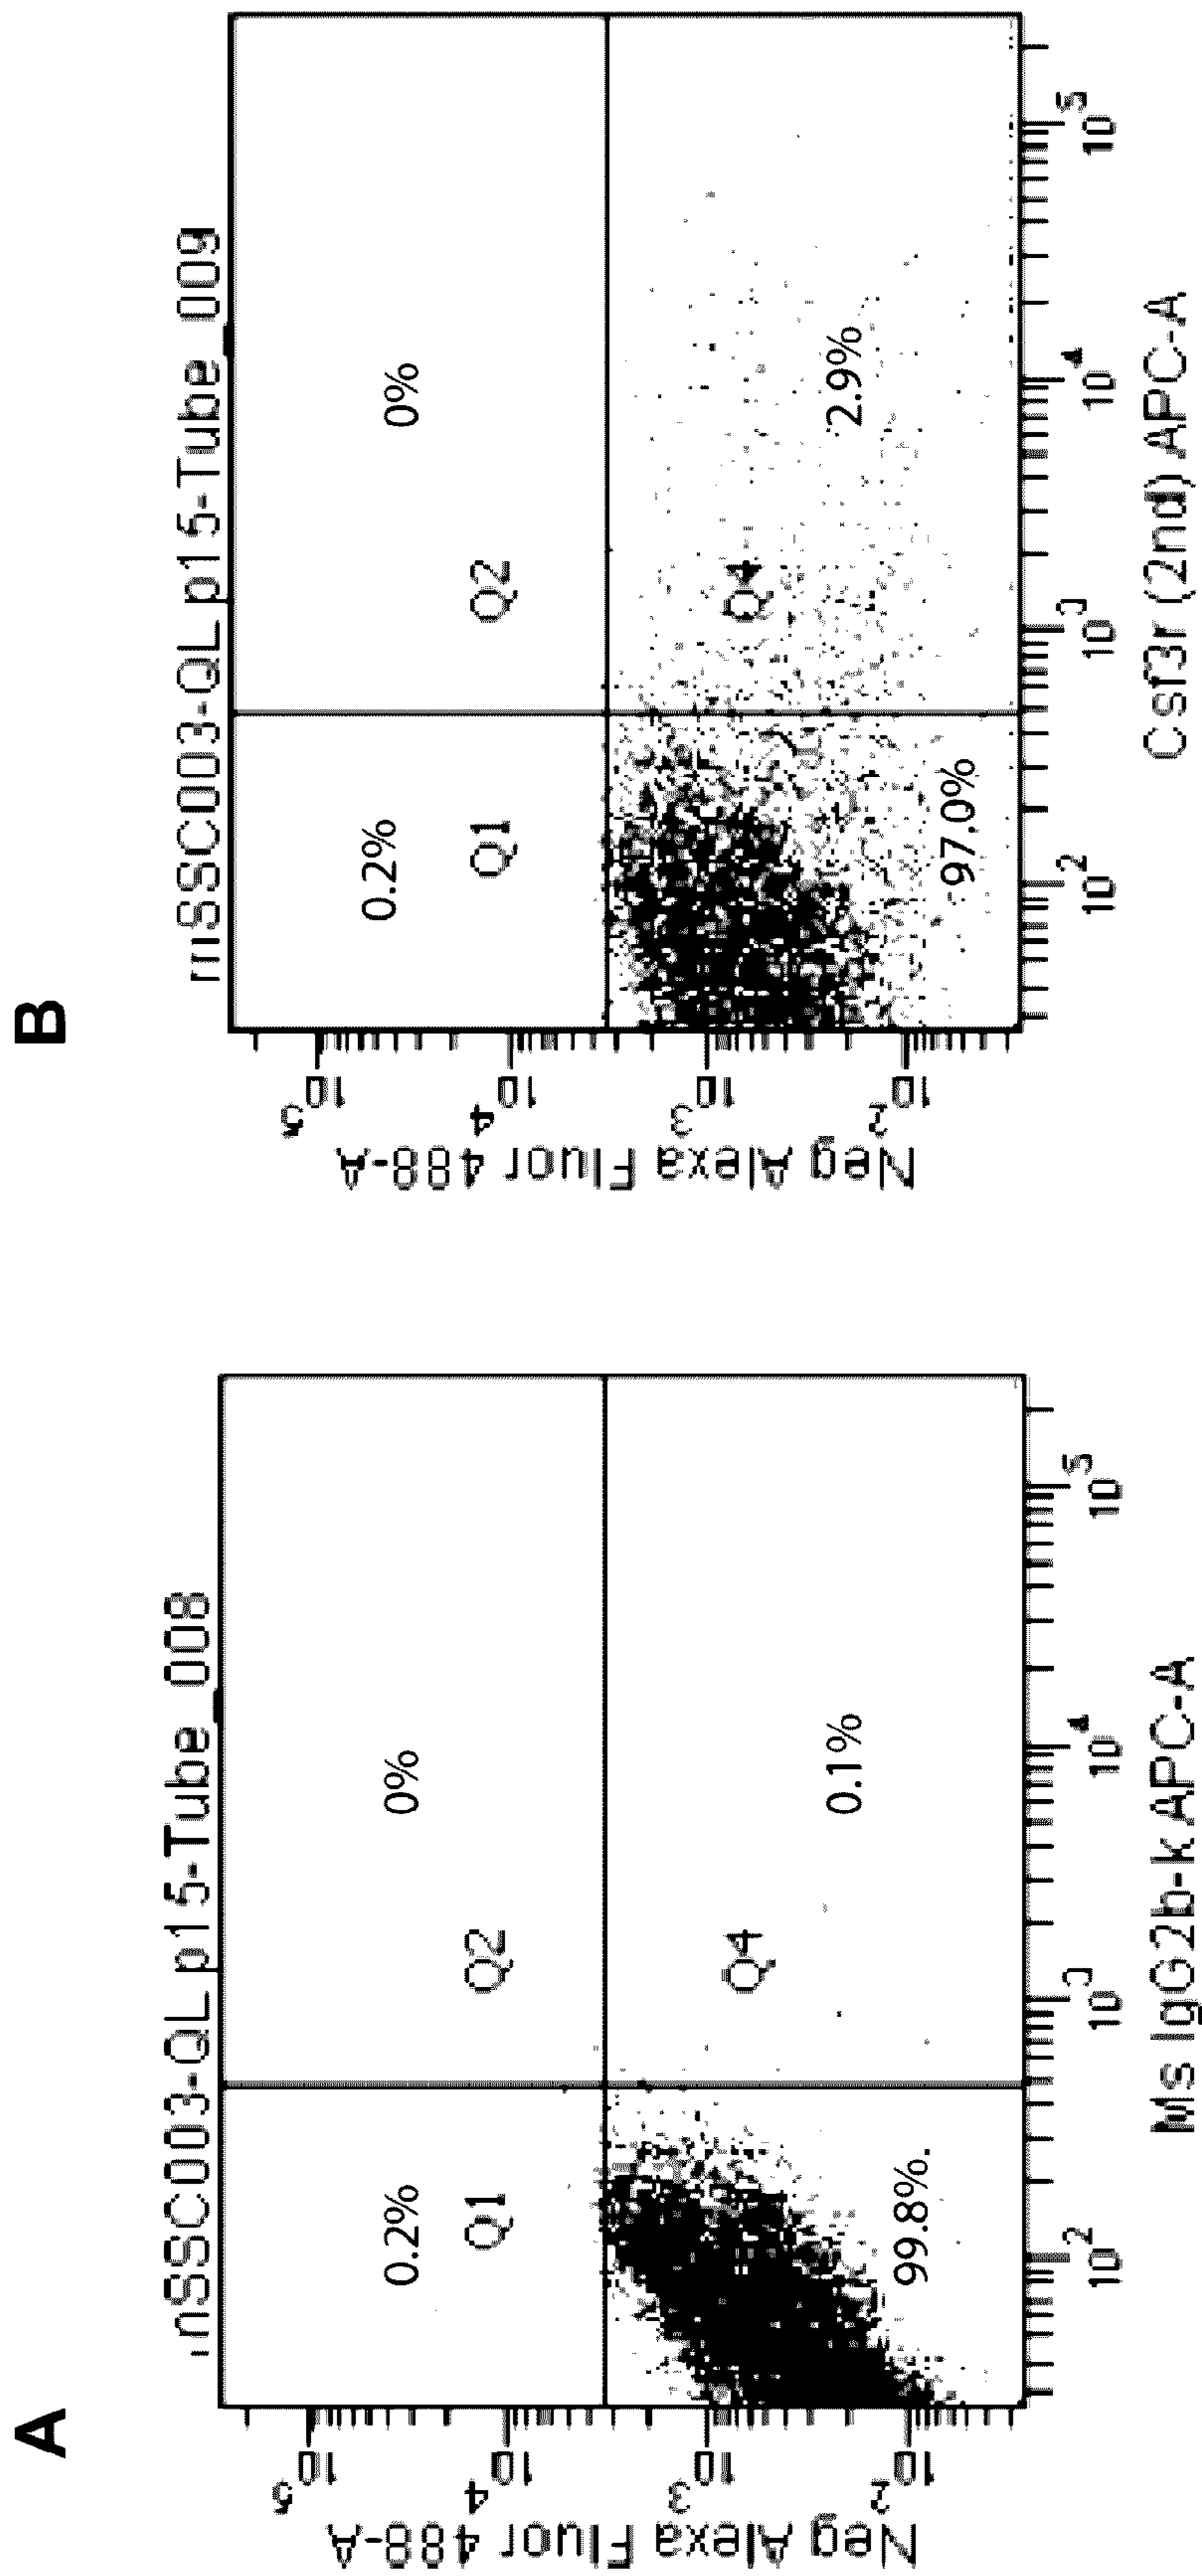 A
mSSC003-QL p15-Tube_008
0.2%
0%
Q1
Q2
Q4
99.8%.
0.1%
10^5
10^4
10^3
10^2
Neg Alexa Fluor 488-A
10^2
10^3
10^4
10^5
Ms IgG2b-k APC-A
B
mSSC003-QL p15-Tube_009
0.2%
0%
Q1
Q2
Q4
97.0%
2.9%
10^5
10^4
10^3
10^2
Neg Alexa Fluor 488-A
10^2
10^3
10^4
10^5
Csf3r (2nd) APC-A